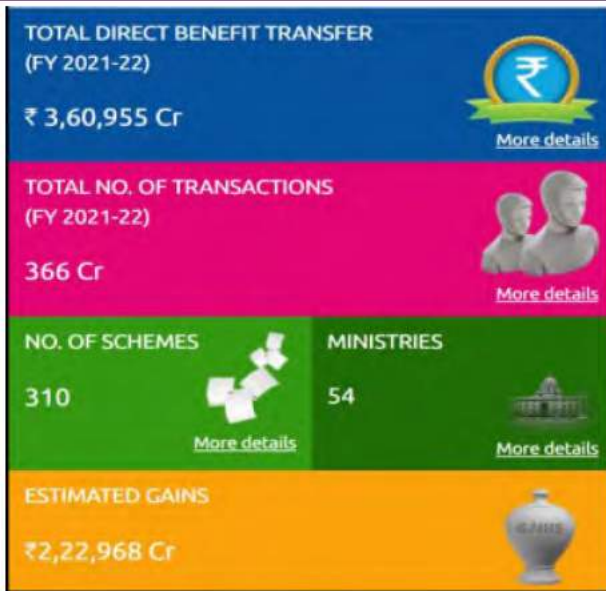 TOTAL DIRECT BENEFIT TRANSFER
(FY 2021-22)
₹ 3,60,955 Cr
More details
TOTAL NO. OF TRANSACTIONS
(FY 2021-22)
366 Cr
More details
NO. OF SCHEMES
310
More details
MINISTRIES
54
More details
ESTIMATED GAINS
₹2,22,968 Cr